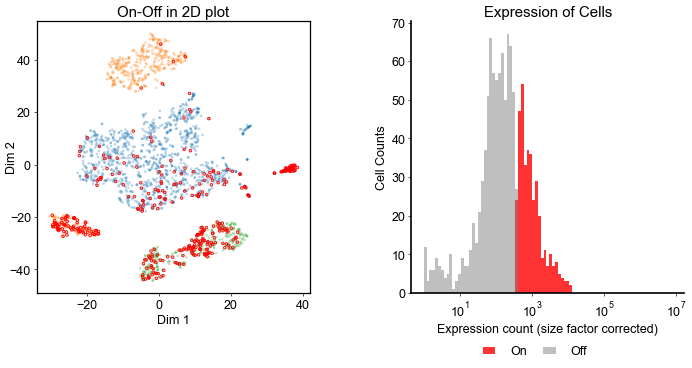 On-Off in 2D plot
Dim 2
40
20
0
−20
−40
−20
0
20
40
Dim 1
Expression of Cells
Cell Counts
70
60
50
40
30
20
10
0
10¹
10³
10⁵
10⁷
Expression count (size factor corrected)
On
Off